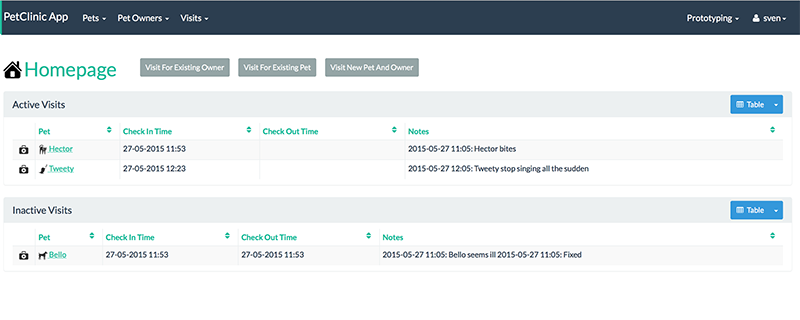 PetClinic App Pets Pet Owners Visits Prototyping sven
Homepage Visit For Existing Owner Visit For Existing Pet Visit New Pet And Owner
Active Visits Table
Pet Check In Time Check Out Time Notes
Hector 27-05-2015 11:53 2015-05-27 11:05: Hector bites
Tweety 27-05-2015 12:23 2015-05-27 12:05: Tweety stop singing all the sudden
Inactive Visits Table
Pet Check In Time Check Out Time Notes
Bello 27-05-2015 11:53 27-05-2015 11:53 2015-05-27 11:05: Bello seems ill 2015-05-27 11:05: Fixed